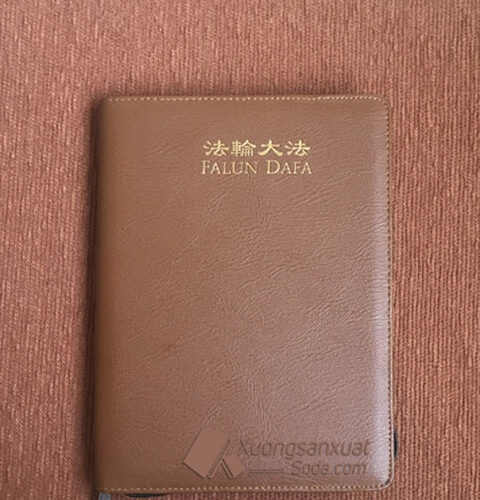 法輪大法
FALUN DAFA
Xuongsanxuat
Soda.com